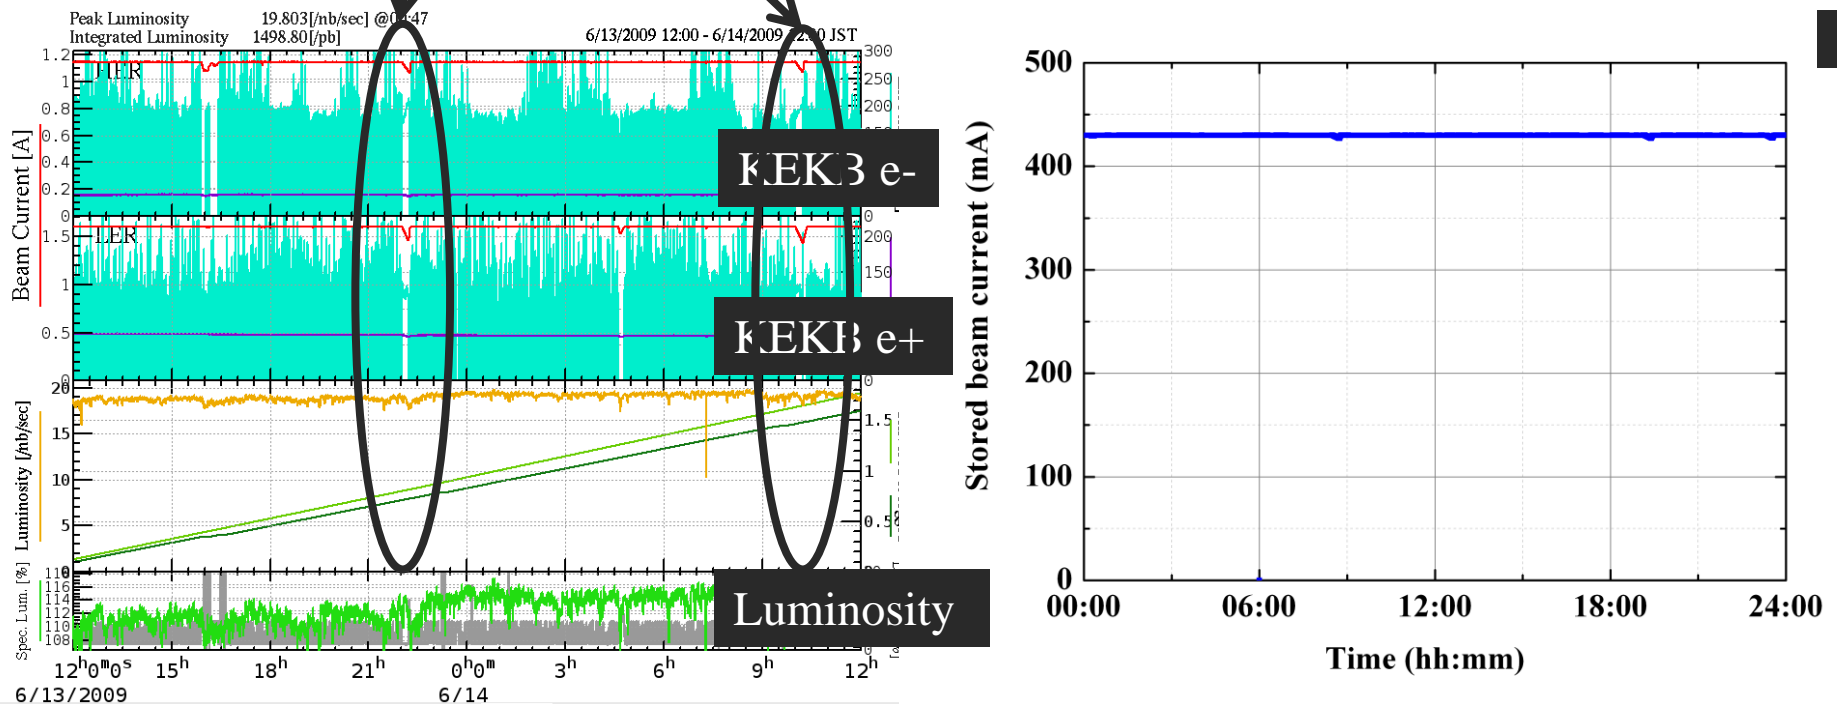 Peak Luminosity 19.803[/nb/sec]
Integrated Luminosity 1498.80[/pb] 6/13/2009 12:00 - 6/14/2009 JST
Beam Current [A]
HER
1.2
1
0.8
0.6
0.4
0.2
0
300
250
200
0
KEKB e-
LER
1.5
1
0.5
0
200
150
0
KEKB e+
Luminosity [/nb/sec]
20
15
10
5
0
1.5
1
0.5
Spec. Lum. [%]
116
114
112
110
108
Luminosity
12h0m0s 15h 18h 21h 0h0m 3h 6h 9h 12h
6/13/2009 6/14
Stored beam current (mA)
500
400
300
200
100
0
00:00 06:00 12:00 18:00 24:00
Time (hh:mm)